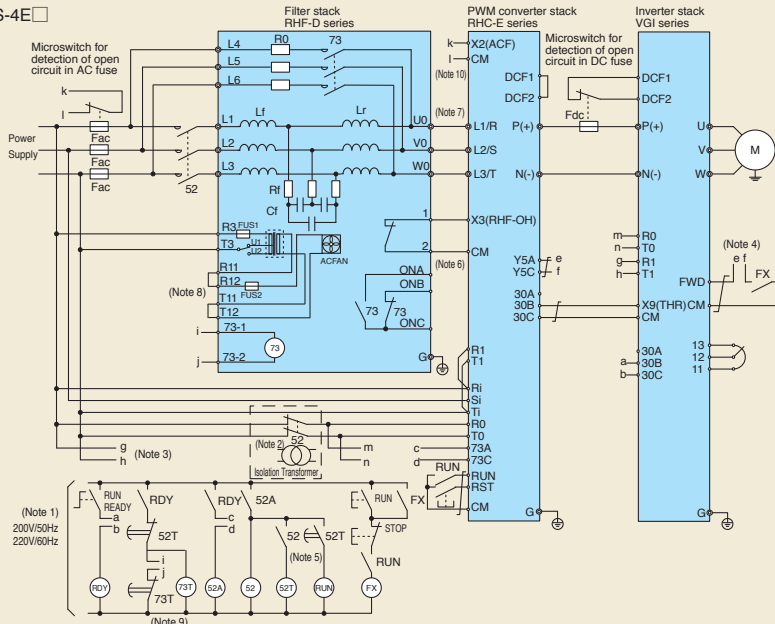 S-4E□
Filter stack
RHF-D series
PWM converter stack
RHC-E series
Inverter stack
VGI series
Microswitch for
detection of open
circuit in AC fuse
k
l
Fac
Fac
Fac
Power
Supply
52
L4
L5
L6
R0
73
L1
L2
L3
Lf
Lr
U0
V0
W0
Rf
Cf
R3
FUS1
T3
U1
U2
ACFAN
R11
R12
FUS2
T11
T12
(Note 8)
i
73-1
73
j
73-2
1
2
ONA
ONB
73
73
ONC
G
k
X2(ACF)
l
CM
(Note 10)
(Note 7)
L1/R
L2/S
L3/T
X3(RHF-OH)
CM
(Note 6)
DCF1
DCF2
P(+)
N(-)
Y5A
e
Y5C
f
30A
30B
30C
R1
T1
Ri
Si
Ti
R0
T0
c
73A
d
73C
RUN
RUN
RST
CM
G
Microswitch for
detection of open
circuit in DC fuse
Fdc
DCF1
DCF2
P(+)
N(-)
U
V
W
M
m
R0
n
T0
g
R1
h
T1
(Note 4)
e f
FX
FWD
X9(THR)
CM
CM
30A
a
30B
b
30C
13
12
11
G
g
h
(Note 3)
(Note 2)
52
Isolation Transformer
m
n
(Note 1)
200V/50Hz
220V/60Hz
RUN
READY
a
b
RDY
RDY
52T
i
j
73T
73T
(Note 9)
RDY
c
d
52A
52A
52
52
52T
(Note 5)
52T
RUN
RUN
FX
STOP
RUN
FX